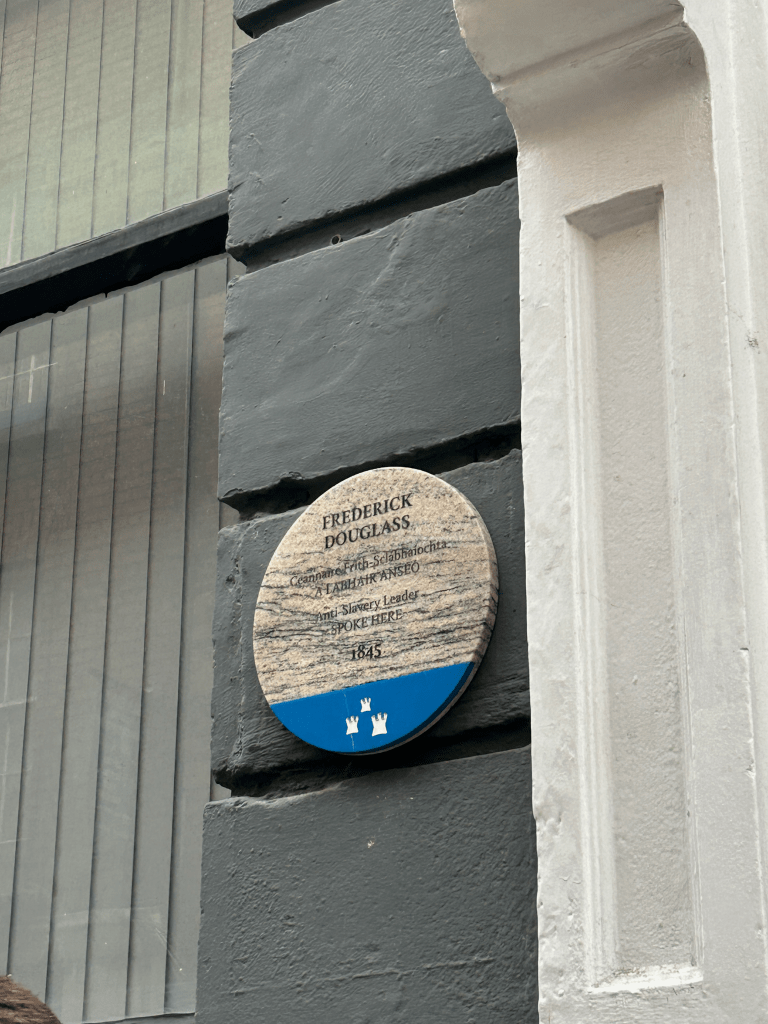 FREDERICK
DOUGLASS
Ceannaire Frith-Sclábhaíochta
A LABHAIR ANSEO
Anti-Slavery Leader
SPOKE HERE
1845